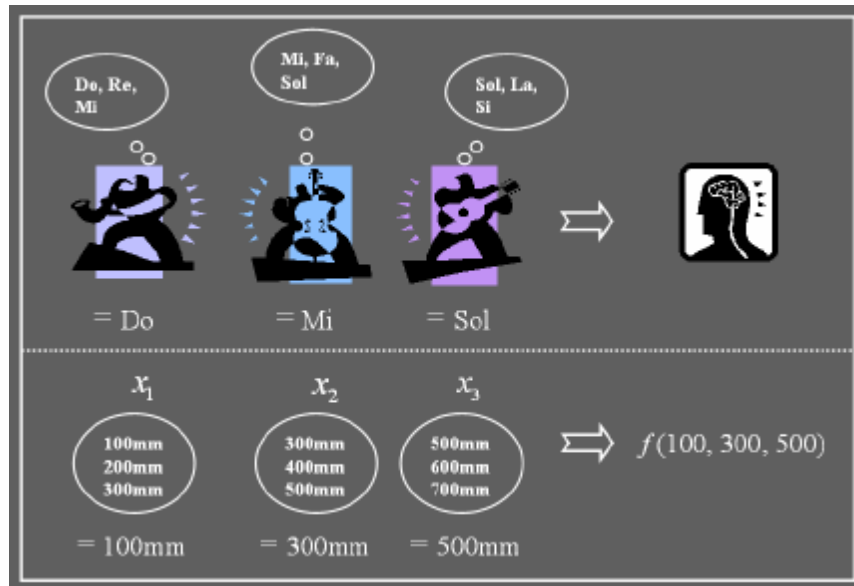 Do, Re,
Mi
Mi, Fa,
Sol
Sol, La,
Si
= Do
= Mi
= Sol
x₁
x₂
x₃
100mm
200mm
300mm
300mm
400mm
500mm
500mm
600mm
700mm
f(100, 300, 500)
= 100mm
= 300mm
= 500mm